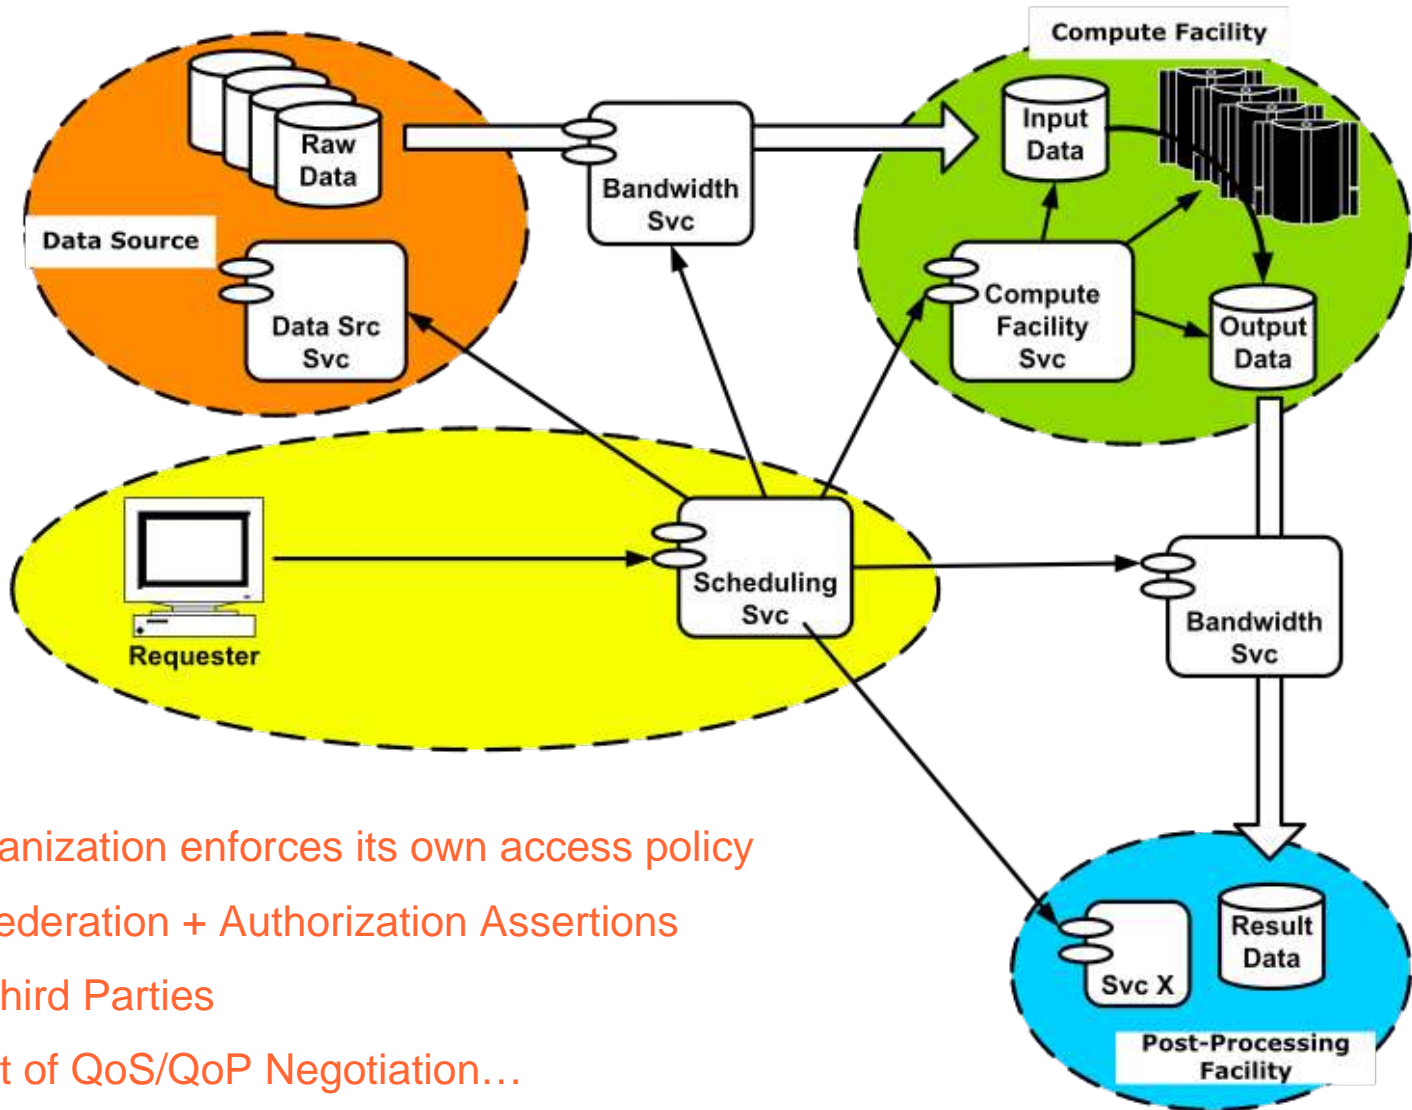 Compute Facility
Raw
Data
Input
Data
Bandwidth
Svc
Data Source
Data Src
Svc
Compute
Facility
Svc
Output
Data
Requester
Scheduling
Svc
Bandwidth
Svc
anization enforces its own access policy
ederation + Authorization Assertions
hird Parties
t of QoS/QoP Negotiation…
Result
Data
Svc X
Post-Processing
Facility